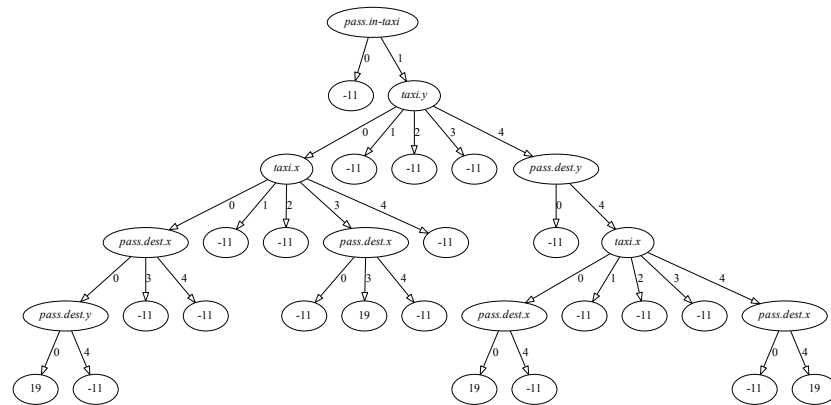 pass.in-taxi
0 1
-11 taxi.y
0 1 2 3 4
taxi.x -11 -11 -11 pass.dest.y
0 1 2 3 4 0 4
pass.dest.x -11 -11 pass.dest.x -11 -11 taxi.x
0 3 4 0 3 4 0 1 2 3 4
pass.dest.y -11 -11 -11 19 -11 pass.dest.x -11 -11 -11 pass.dest.x
0 4 0 4 0 4
19 -11 19 -11 -11 19